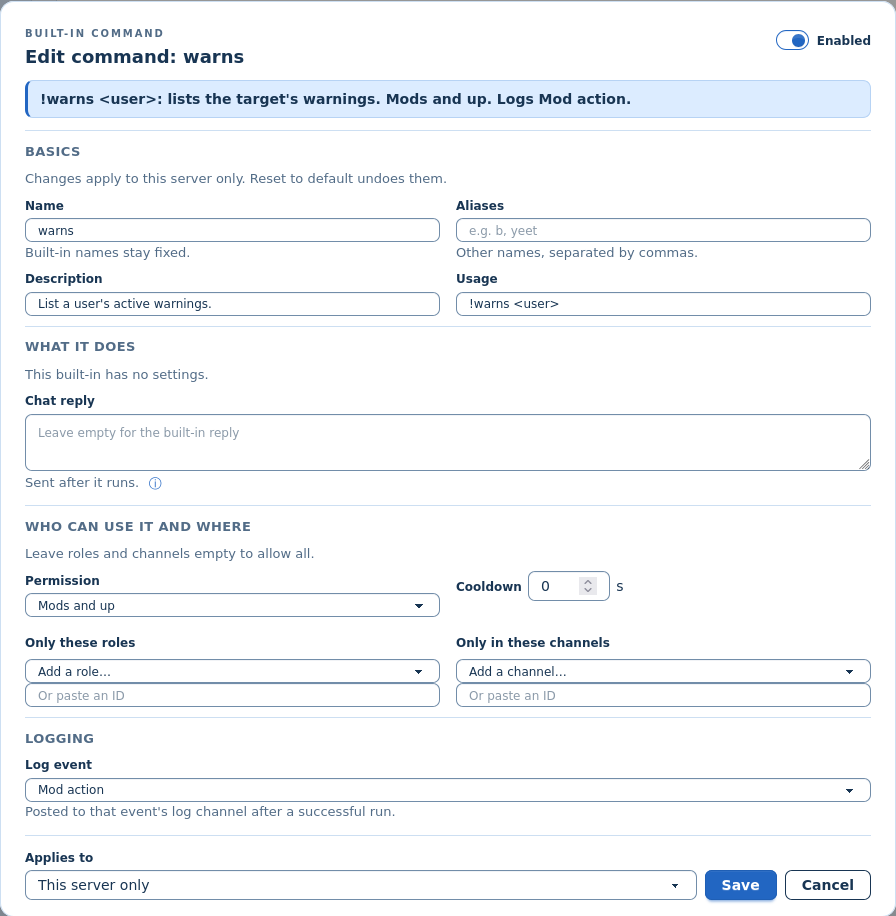 BUILT-IN COMMAND
Edit command: warns
Enabled
!warns <user>: lists the target's warnings. Mods and up. Logs Mod action.
BASICS
Changes apply to this server only. Reset to default undoes them.
Name
Aliases
warns
e.g. b, yeet
Built-in names stay fixed.
Other names, separated by commas.
Description
Usage
List a user's active warnings.
!warns <user>
WHAT IT DOES
This built-in has no settings.
Chat reply
Leave empty for the built-in reply
Sent after it runs. ⓘ
WHO CAN USE IT AND WHERE
Leave roles and channels empty to allow all.
Permission
Cooldown 0 s
Mods and up
Only these roles
Only in these channels
Add a role...
Add a channel...
Or paste an ID
Or paste an ID
LOGGING
Log event
Mod action
Posted to that event's log channel after a successful run.
Applies to
This server only
Save
Cancel